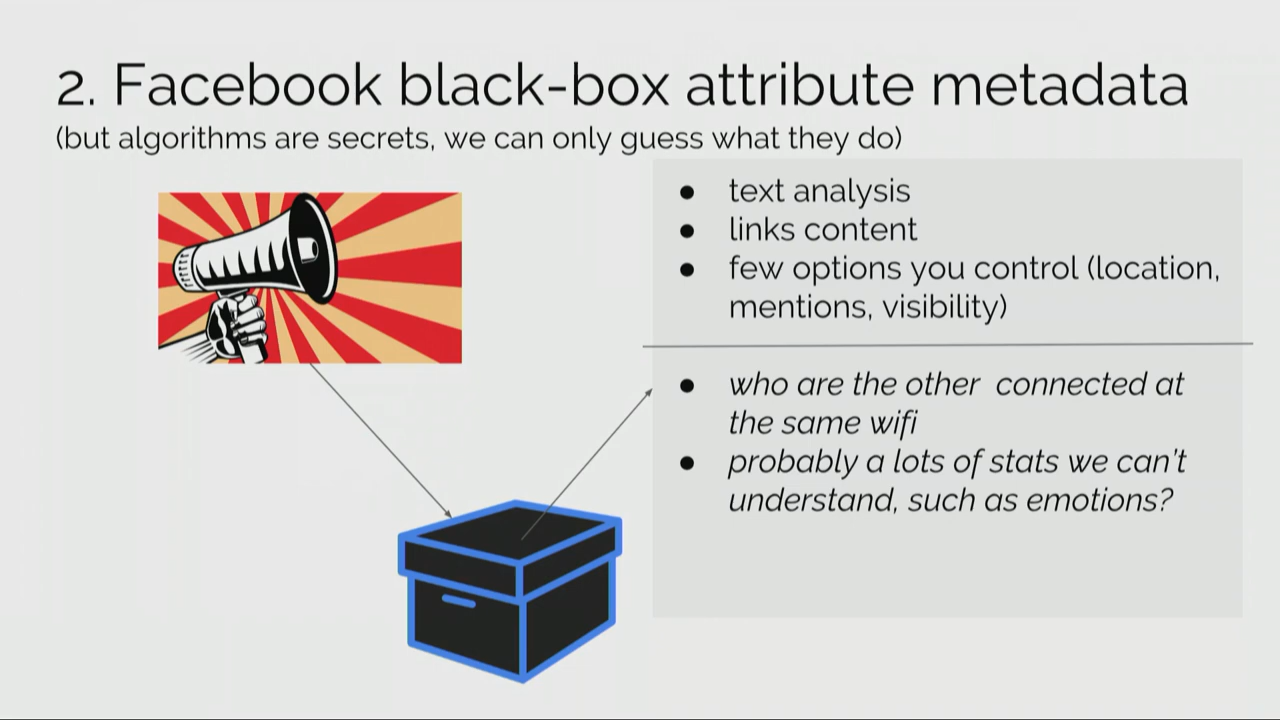 2. Facebook black-box attribute metadata
(but algorithms are secrets, we can only guess what they do)
● text analysis
● links content
● few options you control (location,
mentions, visibility)
● who are the other  connected at
the same wifi
● probably a lots of stats we can't
understand, such as emotions?